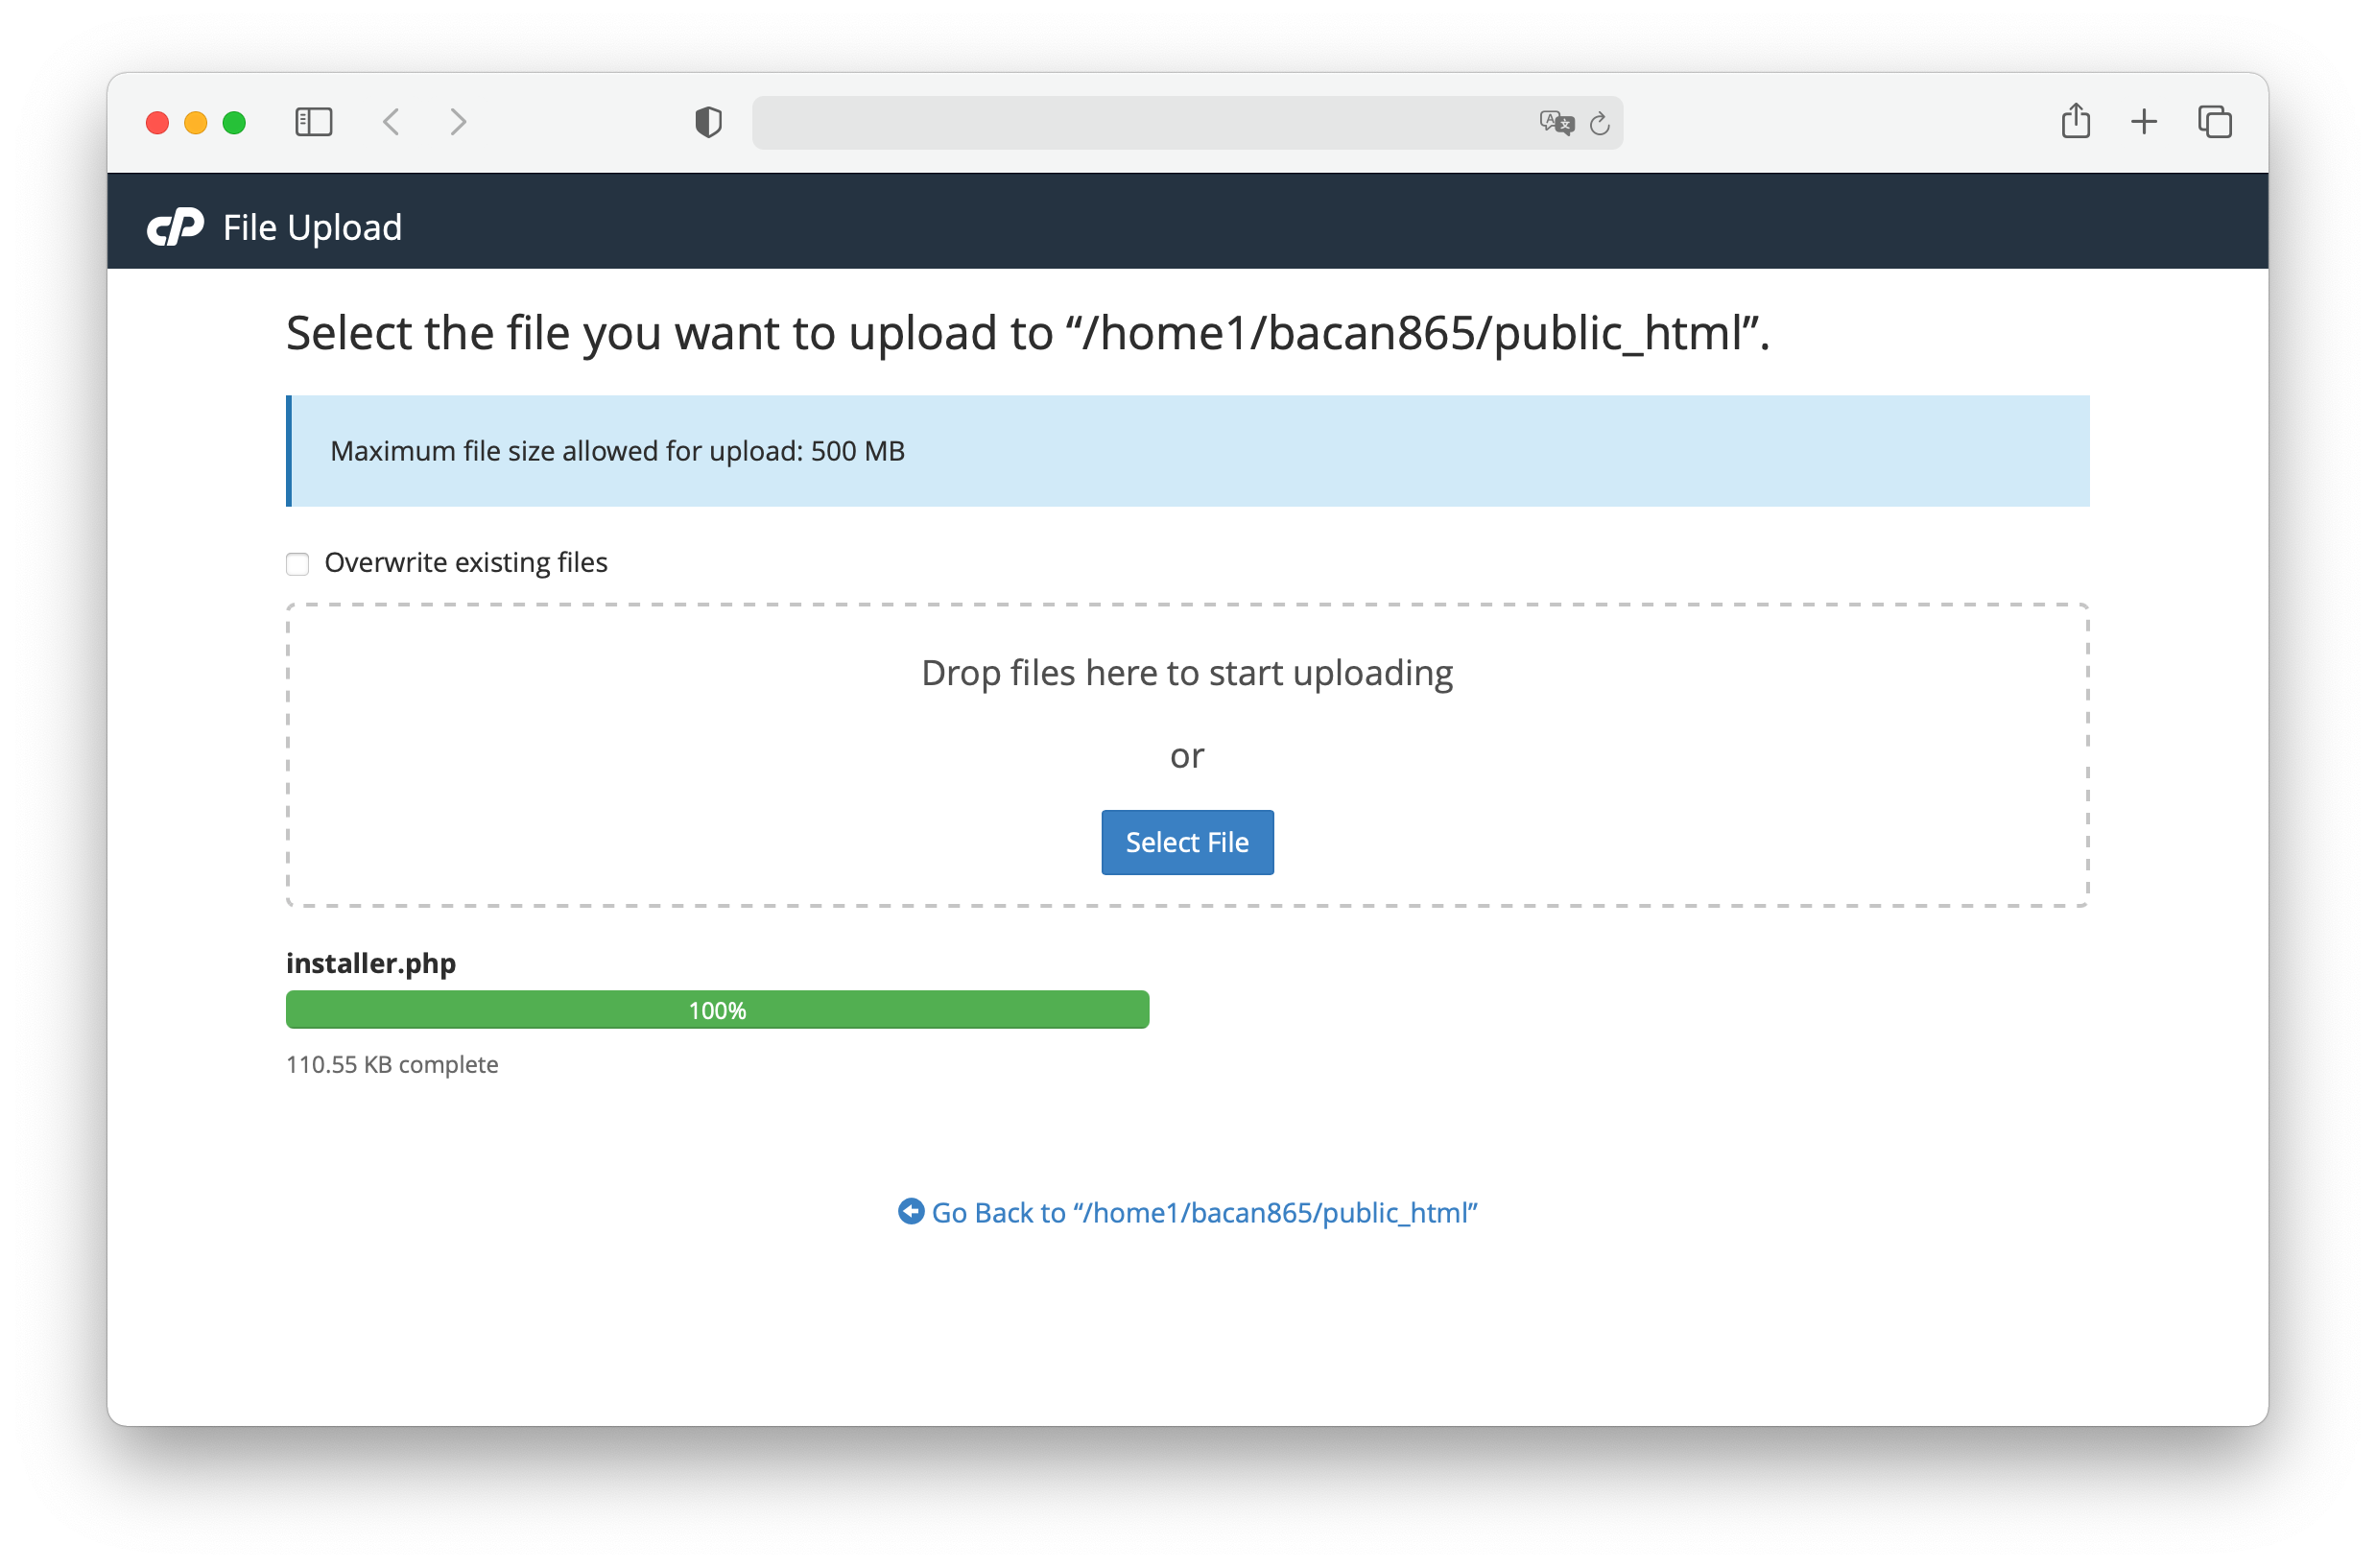 cP File Upload
Select the file you want to upload to “/home1/bacan865/public_html”.
Maximum file size allowed for upload: 500 MB
Overwrite existing files
Drop files here to start uploading
or
Select File
installer.php
100%
110.55 KB complete
Go Back to “/home1/bacan865/public_html”